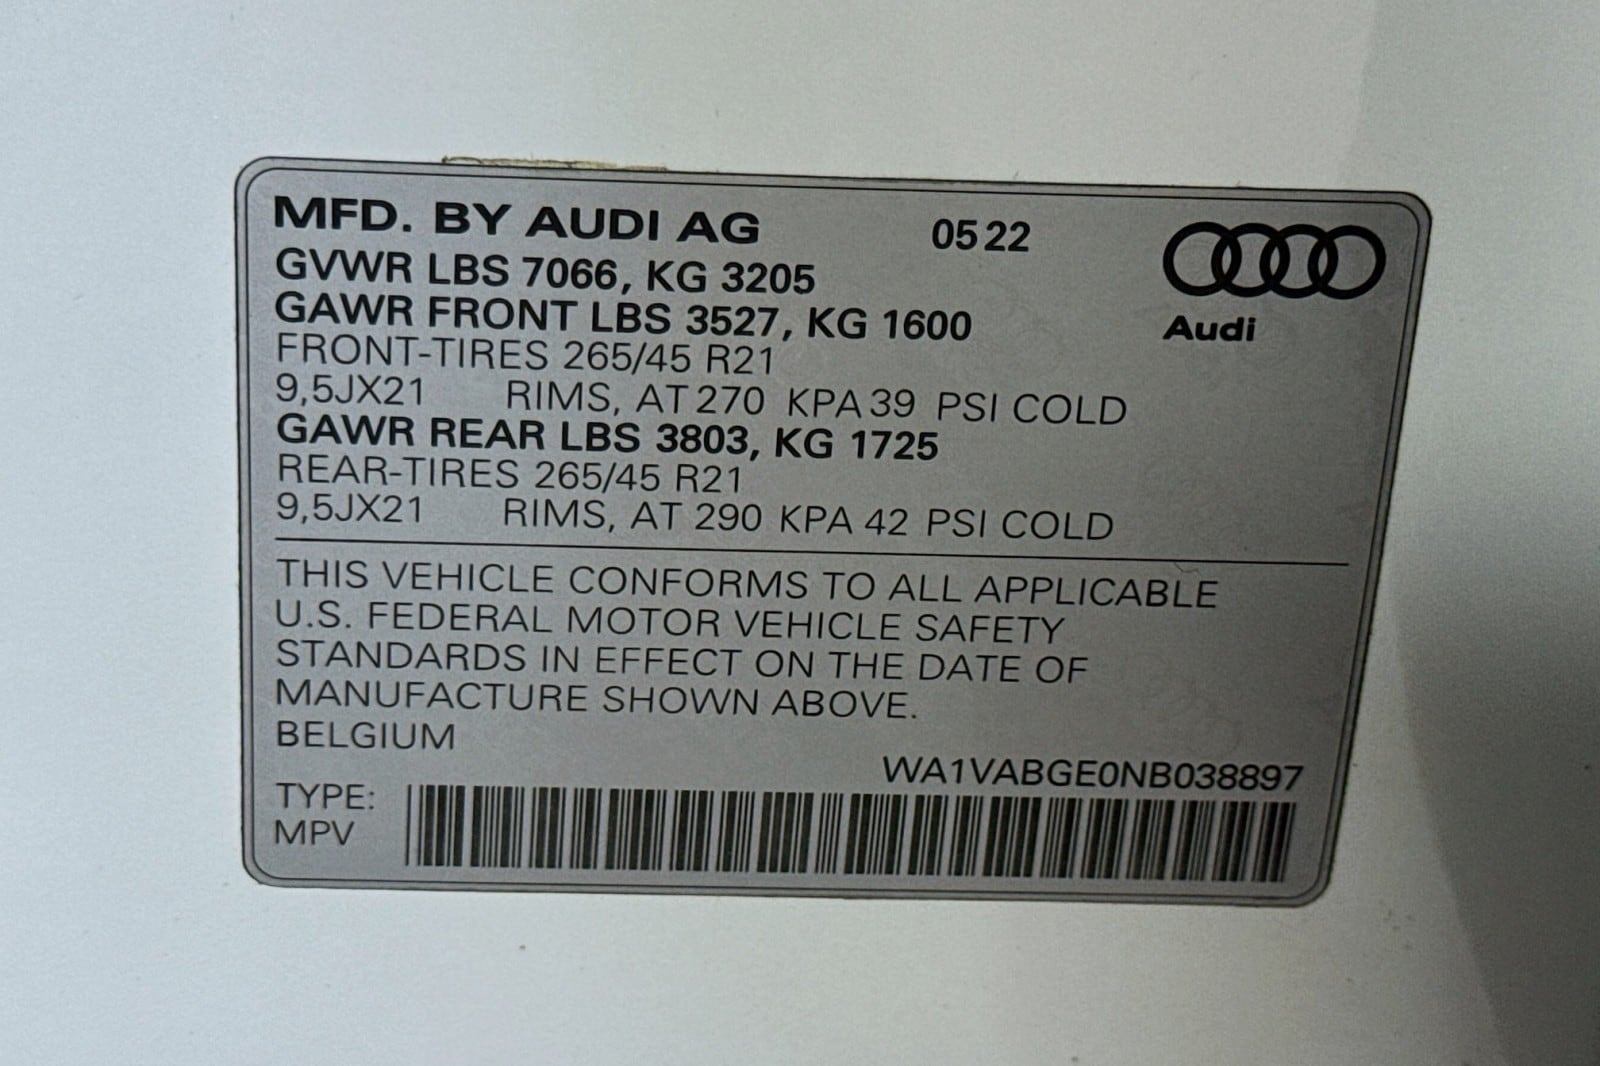 MFD. BY AUDI AG 05 22
GVWR LBS 7066, KG 3205
GAWR FRONT LBS 3527, KG 1600
Audi
FRONT-TIRES 265/45 R21
9,5JX21 RIMS, AT 270 KPA 39 PSI COLD
GAWR REAR LBS 3803, KG 1725
REAR-TIRES 265/45 R21
9,5JX21 RIMS, AT 290 KPA 42 PSI COLD
THIS VEHICLE CONFORMS TO ALL APPLICABLE
U.S. FEDERAL MOTOR VEHICLE SAFETY
STANDARDS IN EFFECT ON THE DATE OF
MANUFACTURE SHOWN ABOVE.
BELGIUM
WA1VABGE0NB038897
TYPE:
MPV